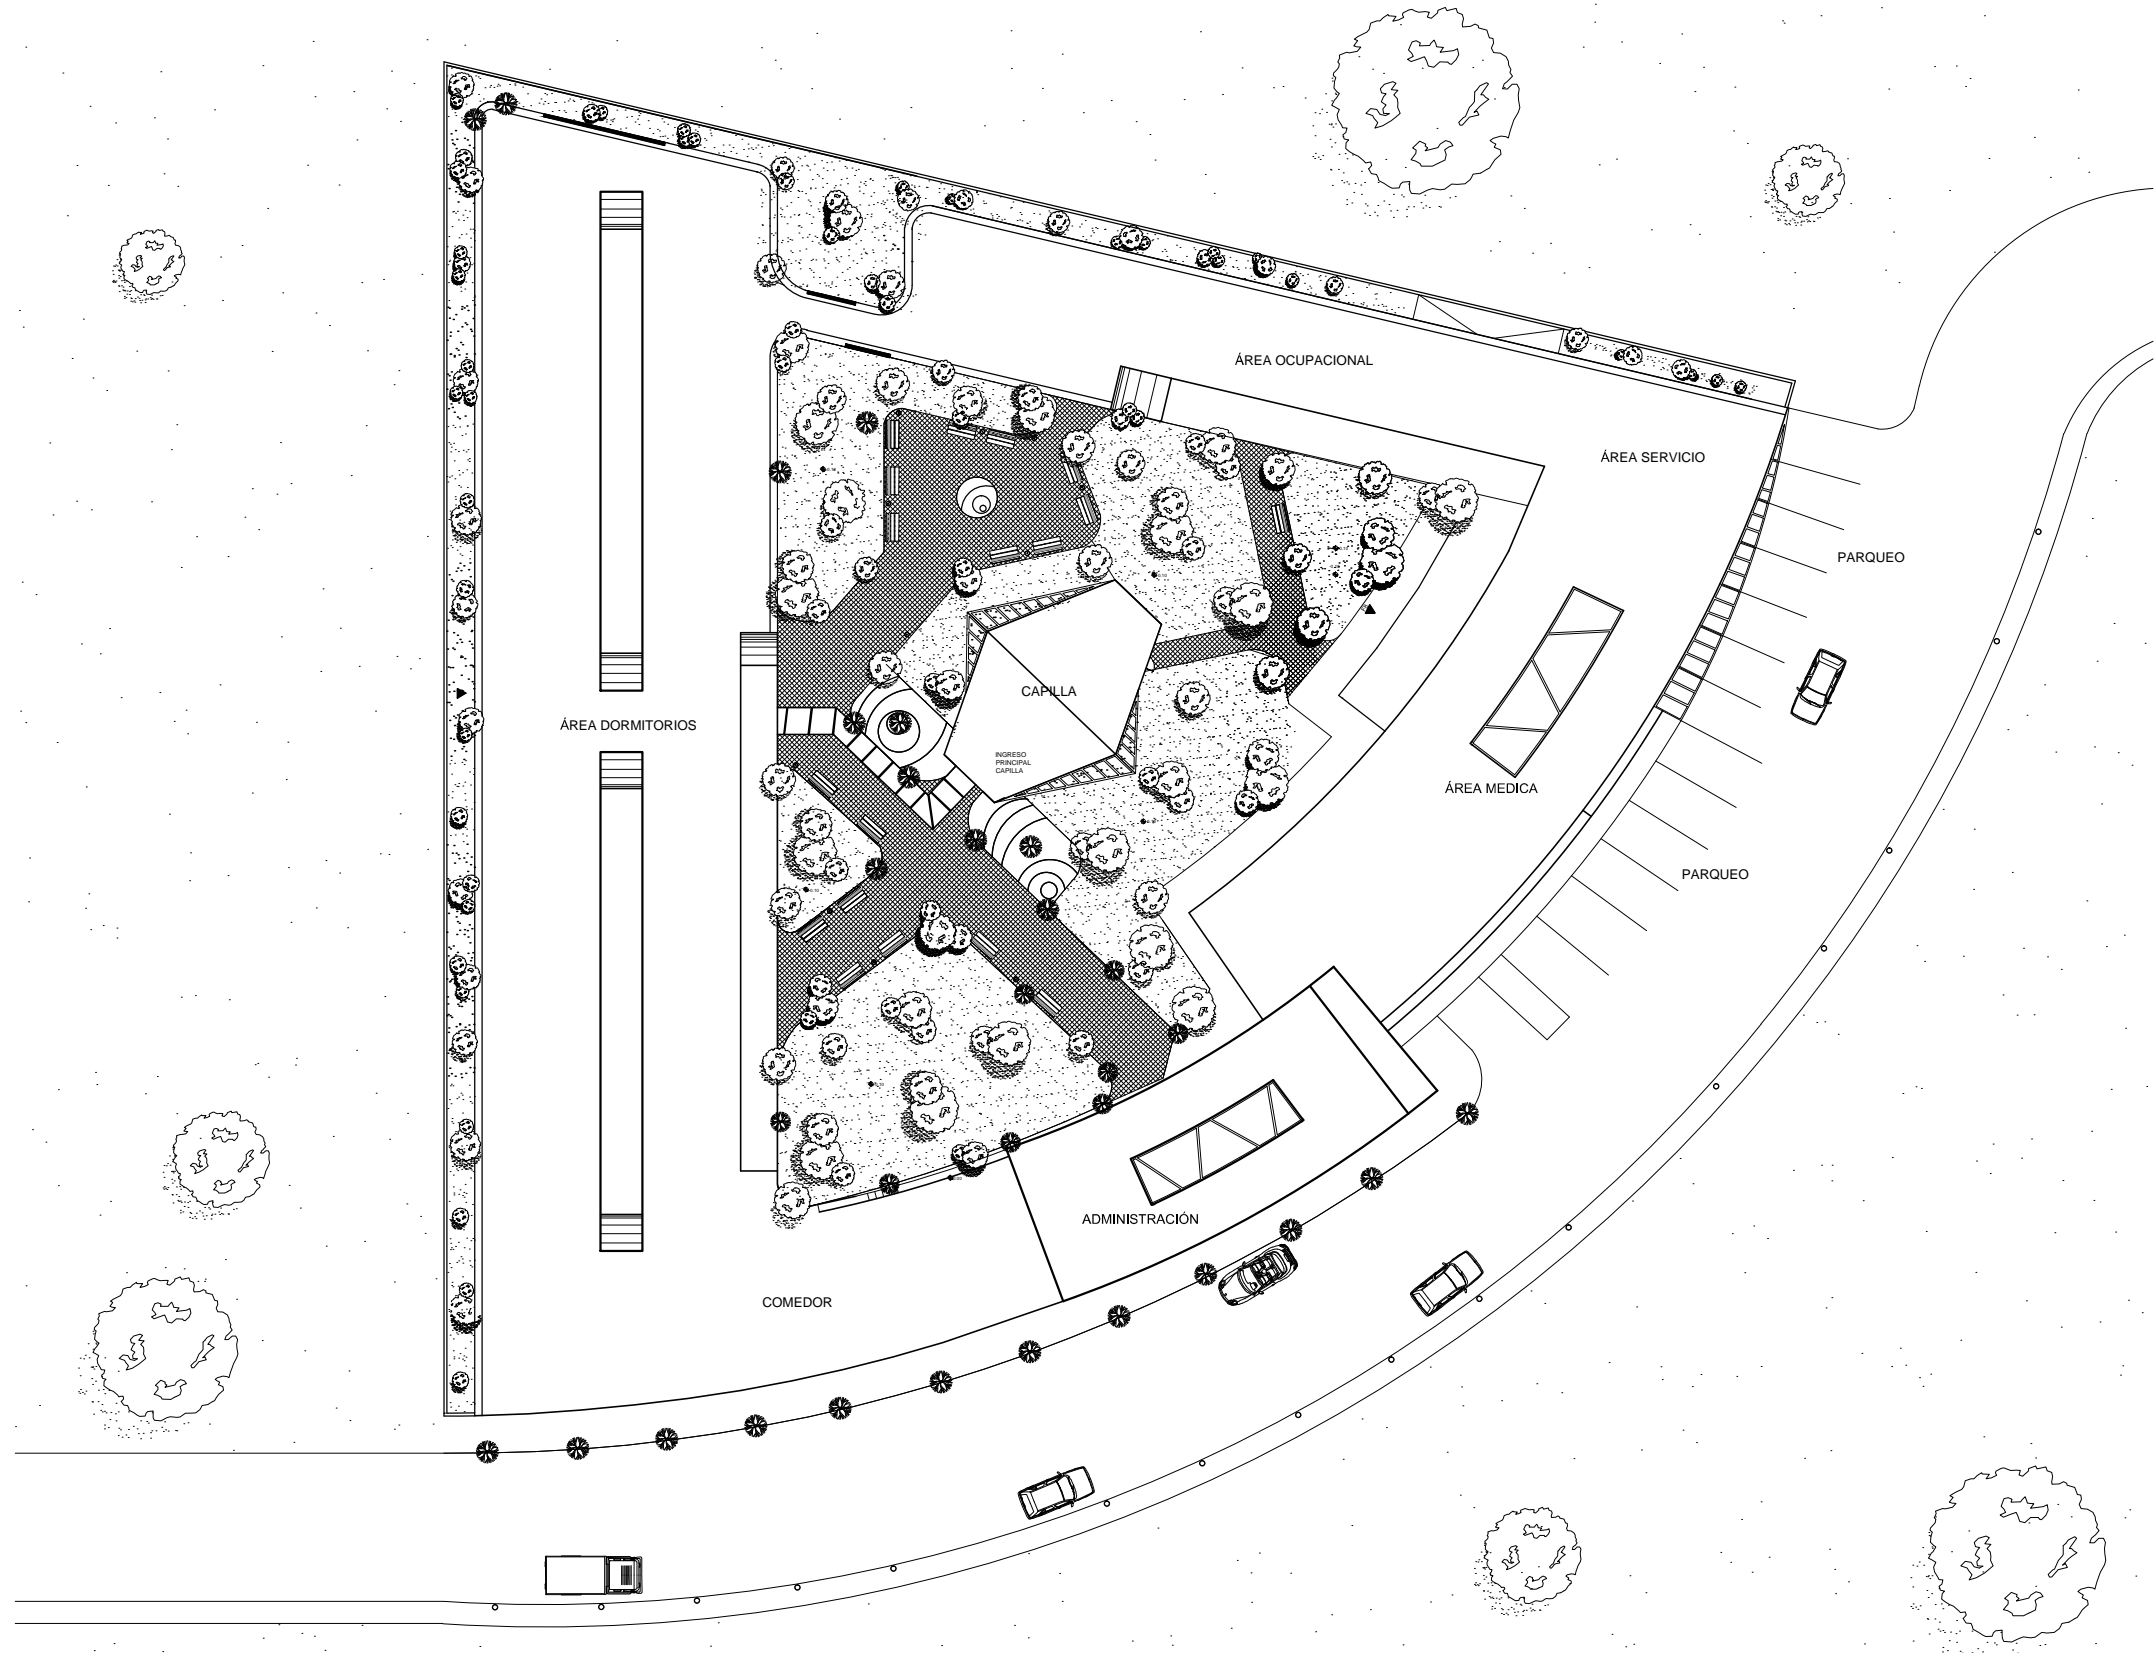 ÁREA OCUPACIONAL
ÁREA SERVICIO
PARQUEO
CAPILLA
ÁREA DORMITORIOS
INGRESO
PRINCIPAL
CAPILLA
ÁREA MEDICA
PARQUEO
ADMINISTRACIÓN
COMEDOR